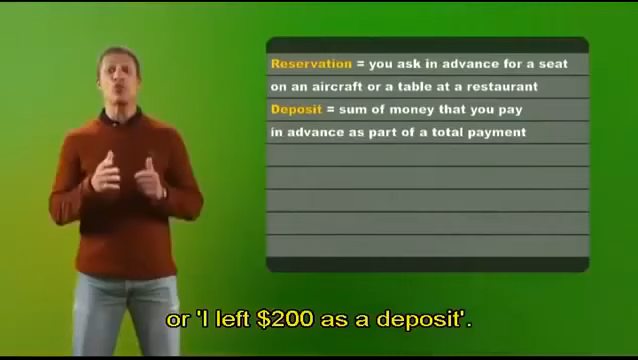 Reservation = you ask in advance for a seat
on an aircraft or a table at a restaurant
Deposit = sum of money that you pay
in advance as part of a total payment
or 'I left $200 as a deposit'.